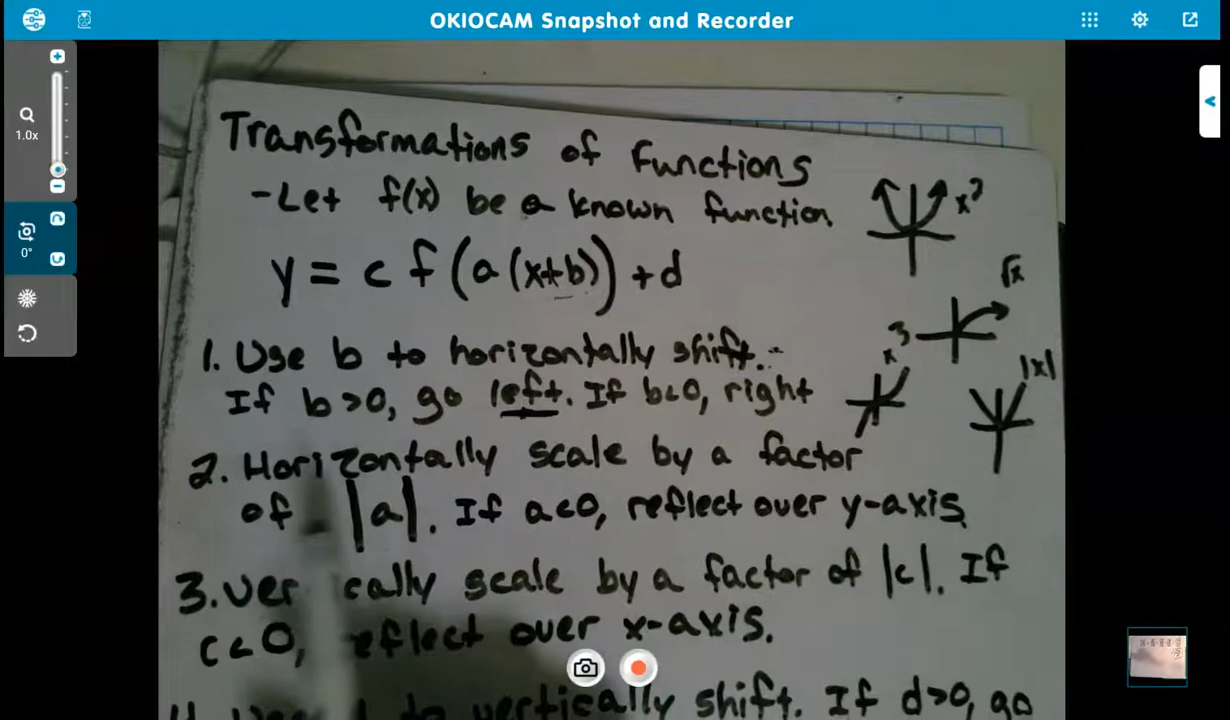 OKIOCAM Snapshot and Recorder
1.0x
0°
Transformations of Functions
-Let f(x) be a known function
y = c f(a(x+b)) + d
x²
√x
x³
|x|
1. Use b to horizontally shift.
If b>0, go left. If b<0, right
2. Horizontally scale by a factor
of |a|. If a<0, reflect over y-axis.
3. Ver cally scale by a factor of |c|. If
c<0, reflect over x-axis.
to vertically shift. If d>0, go